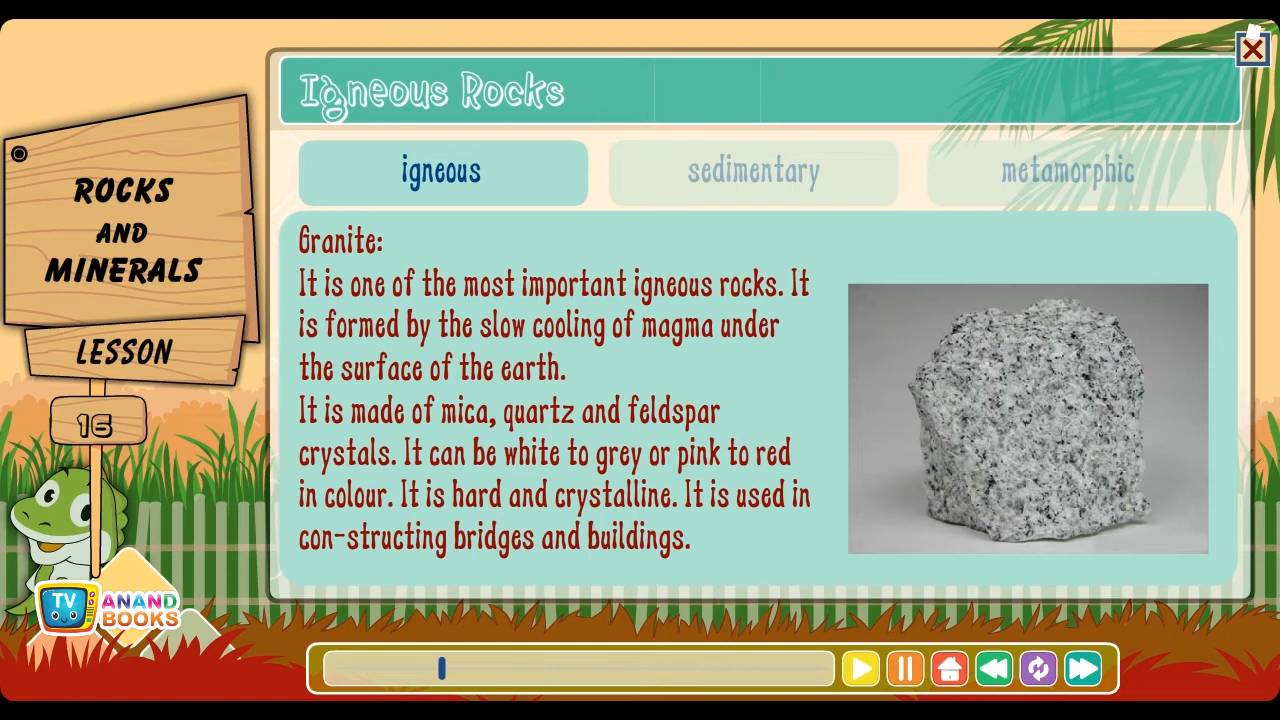 Igneous Rocks
igneous
sedimentary
metamorphic
ROCKS
AND
MINERALS
LESSON
16
Granite:
It is one of the most important igneous rocks. It
is formed by the slow cooling of magma under
the surface of the earth.
It is made of mica, quartz and feldspar
crystals. It can be white to grey or pink to red
in colour. It is hard and crystalline. It is used in
con-structing bridges and buildings.
TV
ANAND
BOOKS